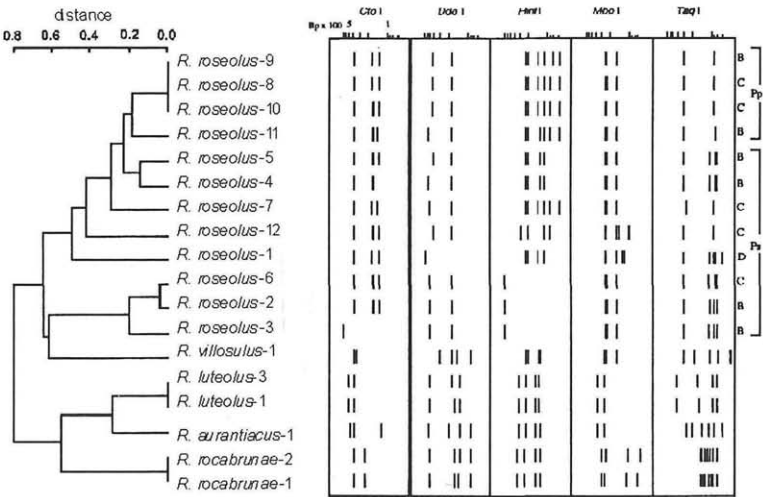 distance
0.8 0.6 0.4 0.2 0.0
Cfo I Dde I Hinf I Mbo I Taq I
Bp x 100 5 1
R. roseolus-9 B
R. roseolus-8 C
Pp
R. roseolus-10 C
R. roseolus-11 B
R. roseolus-5 B
R. roseolus-4 B
R. roseolus-7 C
R. roseolus-12 C
Ps
R. roseolus-1 D
R. roseolus-6 C
R. roseolus-2 B
R. roseolus-3 B
R. villosulus-1
R. luteolus-3
R. luteolus-1
R. aurantiacus-1
R. rocabrunae-2
R. rocabrunae-1